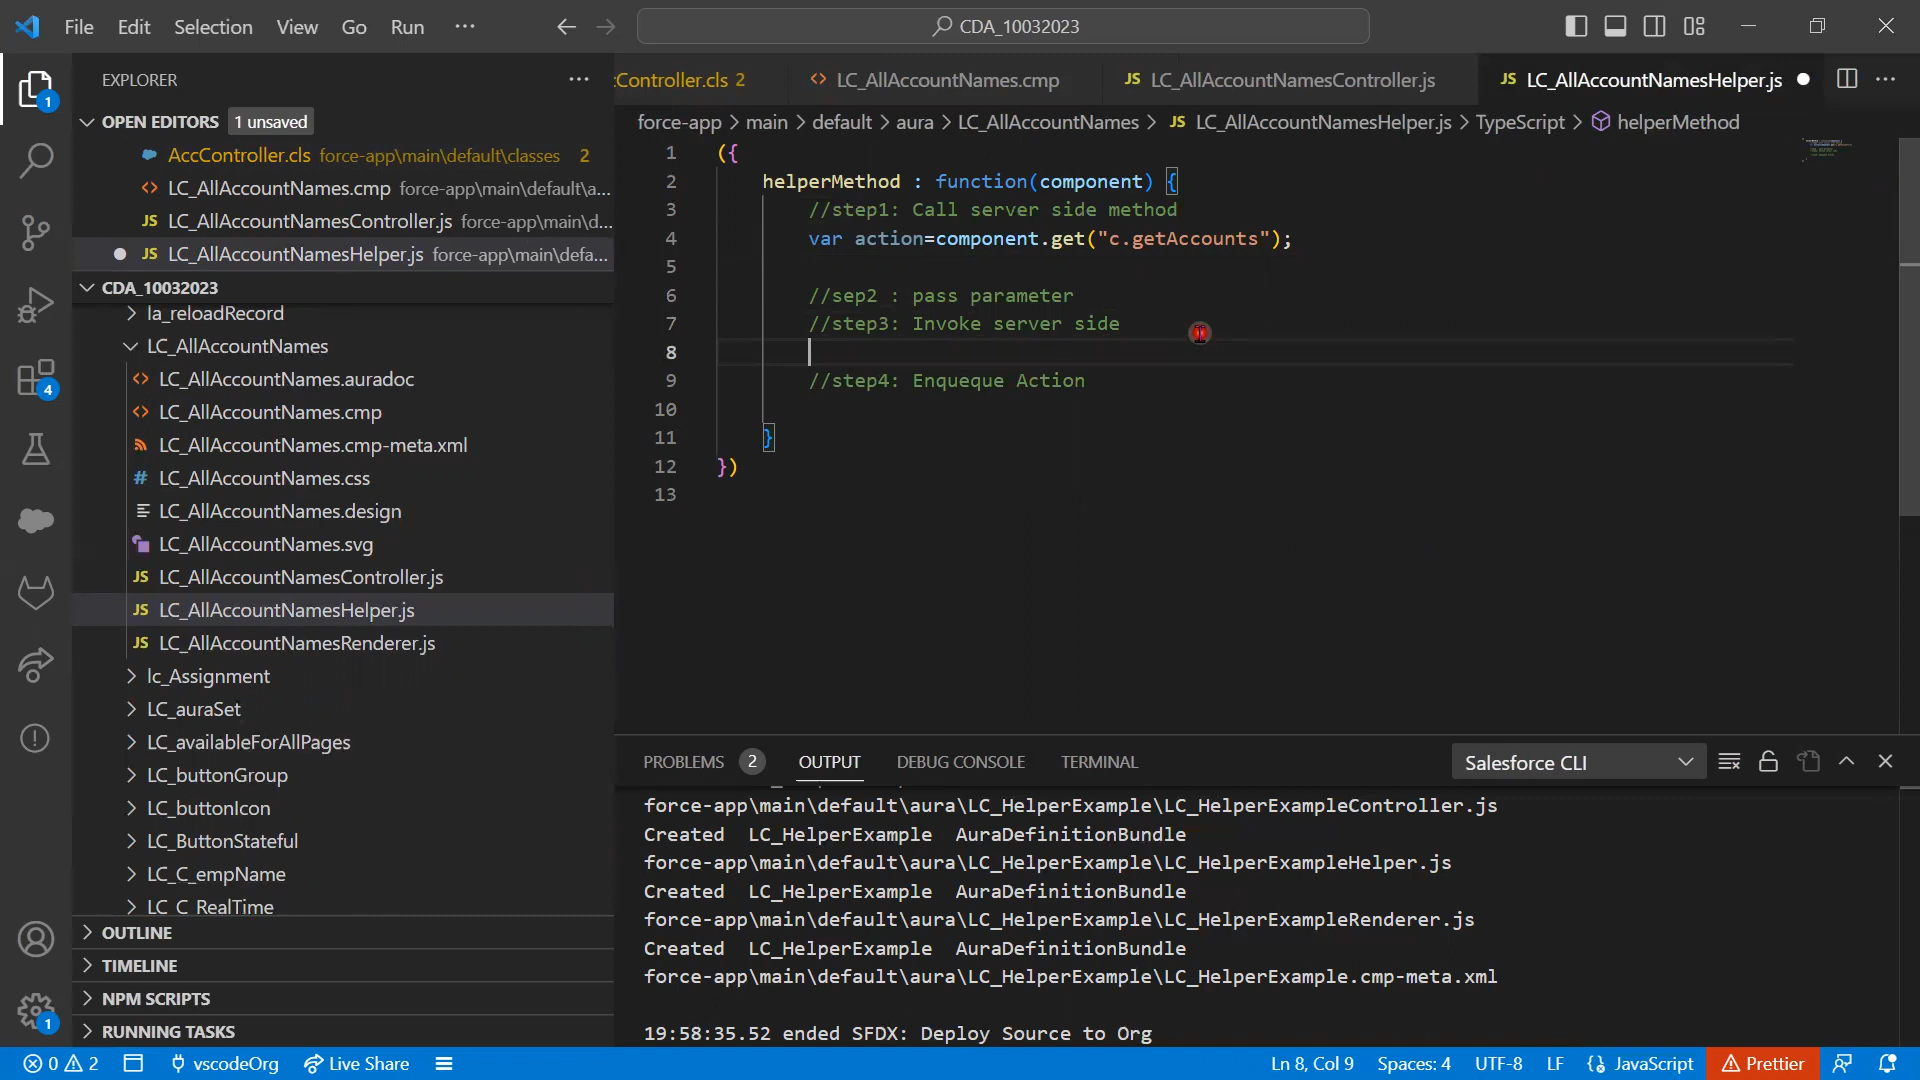 File Edit Selection View Go Run ··· CDA_10032023
EXPLORER ···
OPEN EDITORS 1 unsaved
AccController.cls force-app\main\default\classes 2
LC_AllAccountNames.cmp force-app\main\default\a...
LC_AllAccountNamesController.js force-app\main\d...
LC_AllAccountNamesHelper.js force-app\main\defa...
CDA_10032023
la_reloadRecord
LC_AllAccountNames
LC_AllAccountNames.auradoc
LC_AllAccountNames.cmp
LC_AllAccountNames.cmp-meta.xml
LC_AllAccountNames.css
LC_AllAccountNames.design
LC_AllAccountNames.svg
LC_AllAccountNamesController.js
LC_AllAccountNamesHelper.js
LC_AllAccountNamesRenderer.js
lc_Assignment
LC_auraSet
LC_availableForAllPages
LC_buttonGroup
LC_buttonIcon
LC_ButtonStateful
LC_C_empName
LC_C_RealTime
OUTLINE
TIMELINE
NPM SCRIPTS
RUNNING TASKS
1
4
1
cController.cls 2 LC_AllAccountNames.cmp JS LC_AllAccountNamesController.js JS LC_AllAccountNamesHelper.js ···
force-app > main > default > aura > LC_AllAccountNames > JS LC_AllAccountNamesHelper.js > TypeScript > helperMethod
1 ({
2 helperMethod : function(component) {
3 //step1: Call server side method
4 var action=component.get("c.getAccounts");
5
6 //sep2 : pass parameter
7 //step3: Invoke server side
8
9 //step4: Enqueque Action
10
11 }
12 })
13
PROBLEMS 2 OUTPUT DEBUG CONSOLE TERMINAL Salesforce CLI
force-app\main\default\aura\LC_HelperExample\LC_HelperExampleController.js
Created LC_HelperExample AuraDefinitionBundle
force-app\main\default\aura\LC_HelperExample\LC_HelperExampleHelper.js
Created LC_HelperExample AuraDefinitionBundle
force-app\main\default\aura\LC_HelperExample\LC_HelperExampleRenderer.js
Created LC_HelperExample AuraDefinitionBundle
force-app\main\default\aura\LC_HelperExample\LC_HelperExample.cmp-meta.xml
19:58:35.52 ended SFDX: Deploy Source to Org
0 2 vscodeOrg Live Share Ln 8, Col 9 Spaces: 4 UTF-8 LF {} JavaScript Prettier